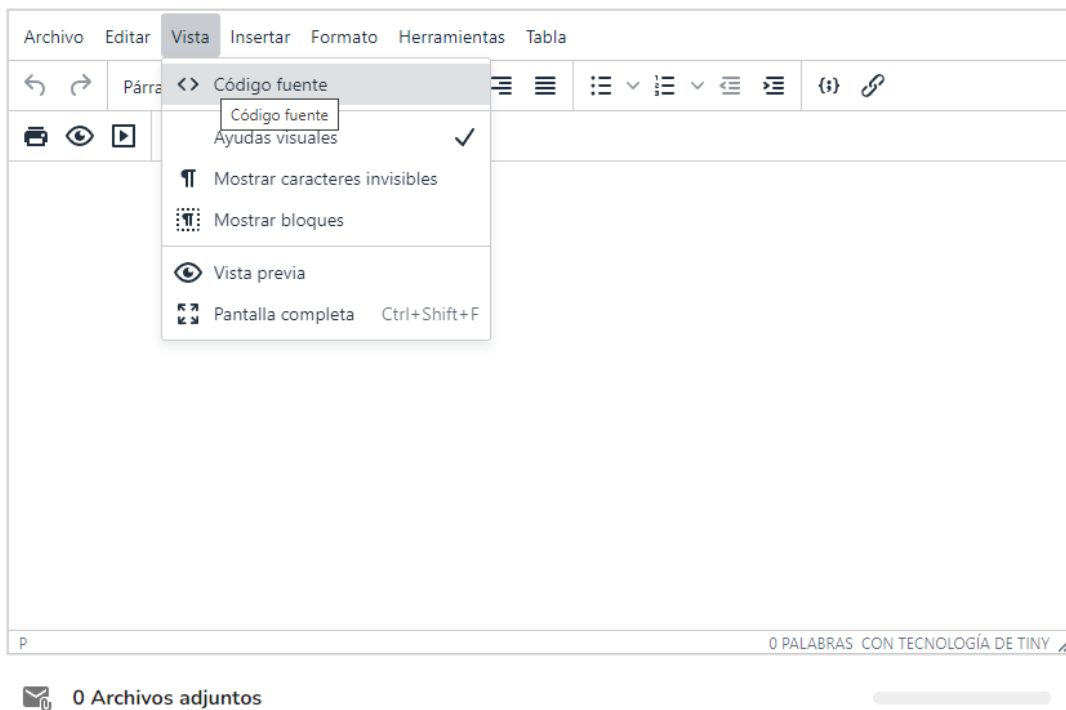 Archivo Editar Vista Insertar Formato Herramientas Tabla
Párra
Código fuente
Código fuente
Ayudas visuales
Mostrar caracteres invisibles
Mostrar bloques
Vista previa
Pantalla completa Ctrl+Shift+F
P 0 PALABRAS CON TECNOLOGÍA DE TINY
0 Archivos adjuntos